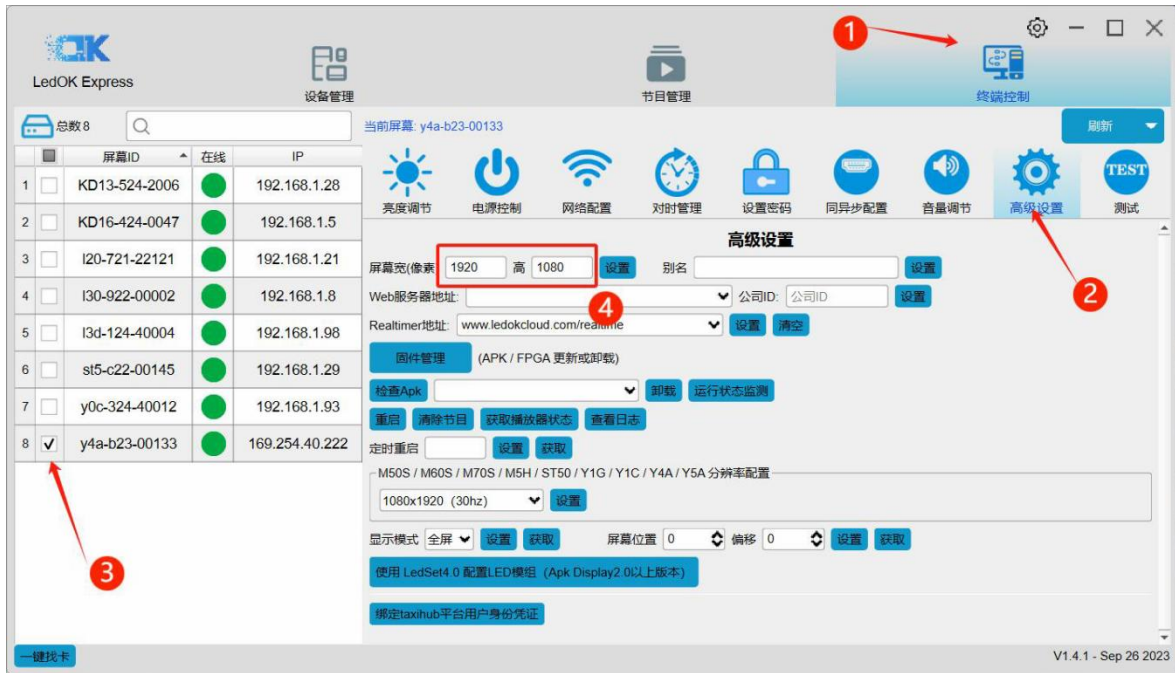 LedOK Express
设备管理
节目管理
1
终端控制
总数 8
当前屏幕: y4a-b23-00133
刷新
屏幕ID 在线 IP
1 KD13-524-2006 192.168.1.28
2 KD16-424-0047 192.168.1.5
3 I20-721-22121 192.168.1.21
4 I30-922-00002 192.168.1.8
5 I3d-124-40004 192.168.1.98
6 st5-c22-00145 192.168.1.29
7 y0c-324-40012 192.168.1.93
8 y4a-b23-00133 169.254.40.222
3
亮度调节 电源控制 网络配置 对时管理 设置密码 同异步配置 音量调节 高级设置 TEST 测试
2
高级设置
屏幕宽(像素 1920 高 1080 设置 别名 设置
4
Web服务器地址: 公司ID: 公司ID 设置
Realtimer地址: www.ledokcloud.com/realtime 设置 清空
固件管理 (APK / FPGA 更新或卸载)
检查Apk 卸载 运行状态监测
重启 清除节目 获取播放器状态 查看日志
定时重启 设置 获取
M50S / M60S / M70S / M5H / ST50 / Y1G / Y1C / Y4A / Y5A 分辨率配置
1080x1920 (30hz) 设置
显示模式 全屏 设置 获取 屏幕位置 0 偏移 0 设置 获取
使用 LedSet4.0 配置LED模组 (Apk Display2.0以上版本)
绑定taxihub平台用户身份凭证
一键找卡
V1.4.1 - Sep 26 2023